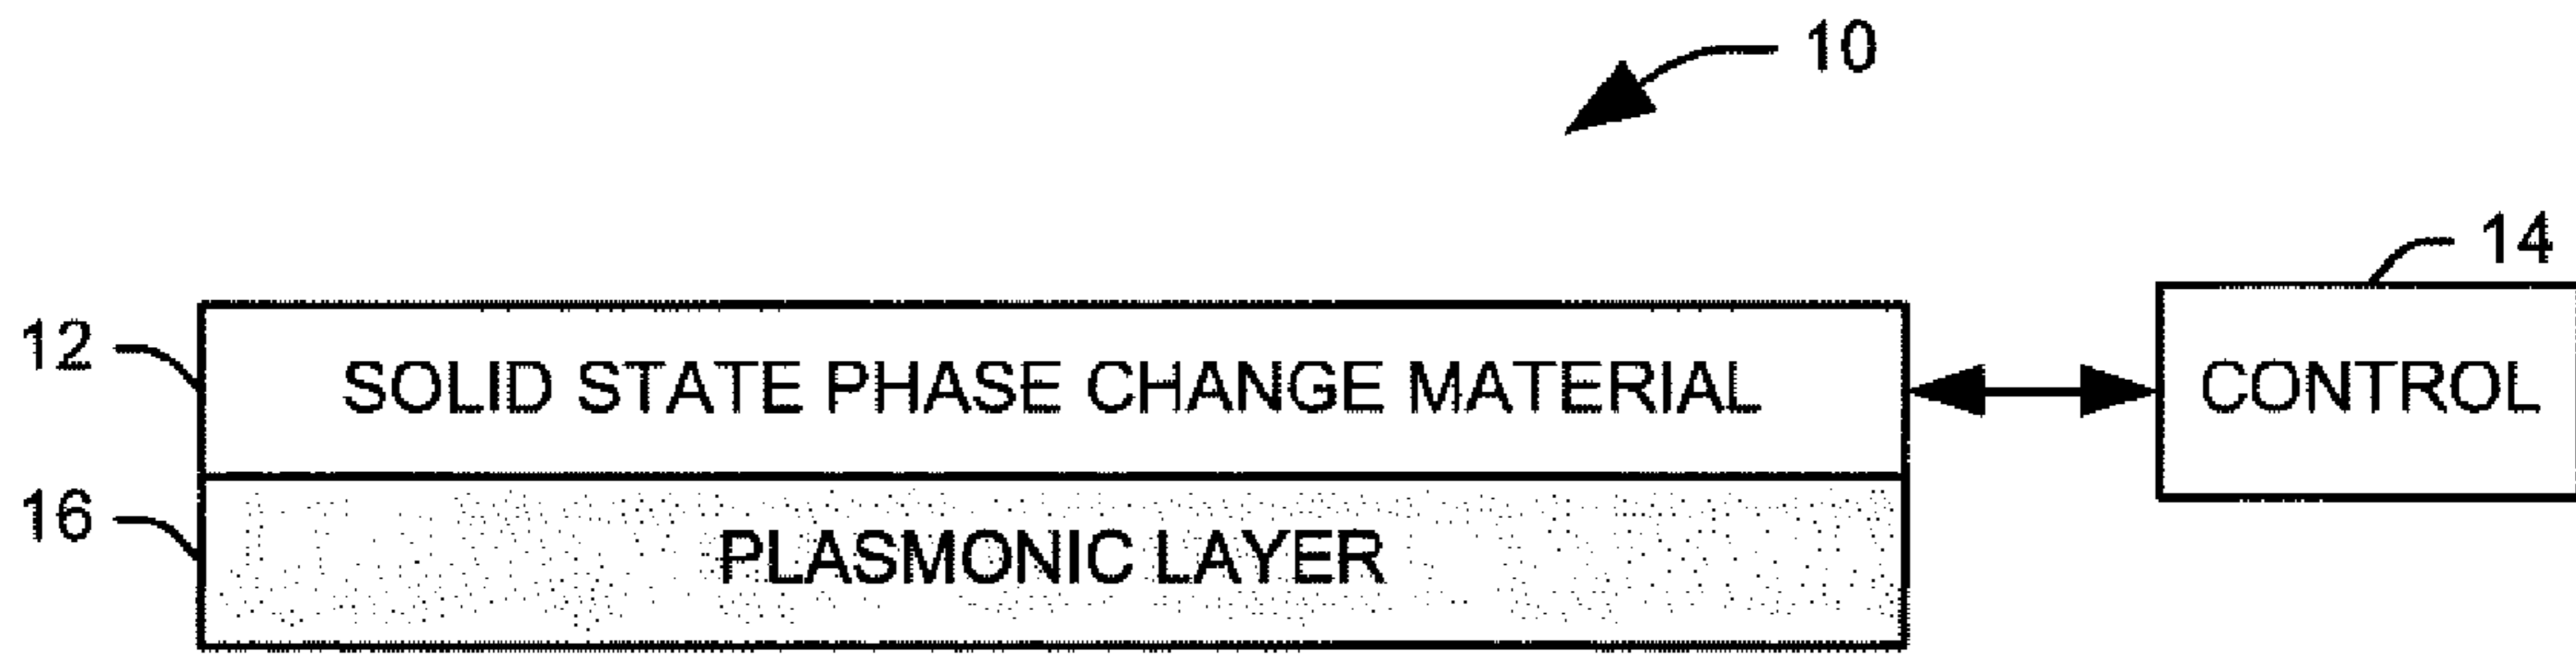 10
14
12
SOLID STATE PHASE CHANGE MATERIAL
CONTROL
16
PLASMONIC LAYER